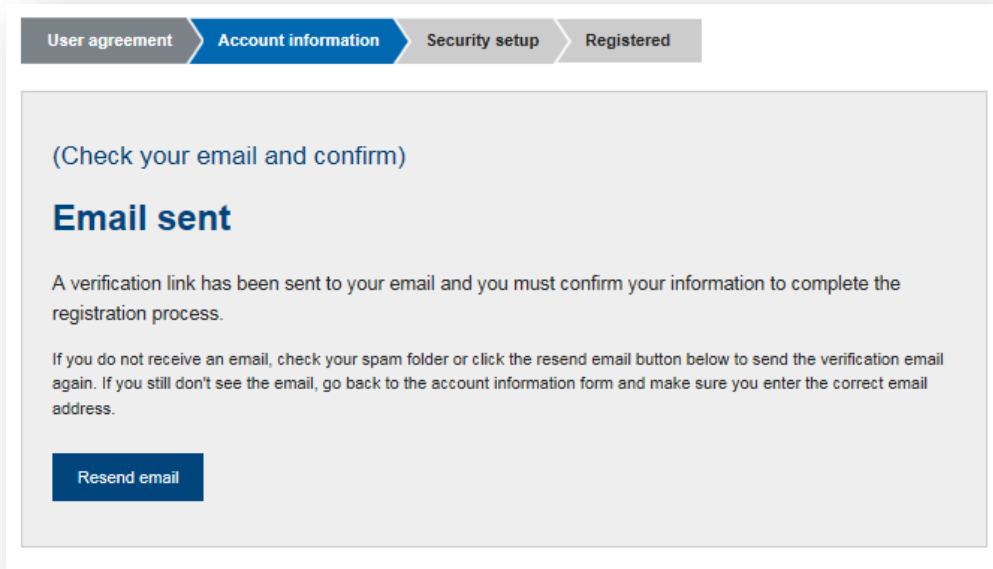 User agreement Account information Security setup Registered
(Check your email and confirm)
Email sent
A verification link has been sent to your email and you must confirm your information to complete the
registration process.
If you do not receive an email, check your spam folder or click the resend email button below to send the verification email
again. If you still don't see the email, go back to the account information form and make sure you enter the correct email
address.
Resend email